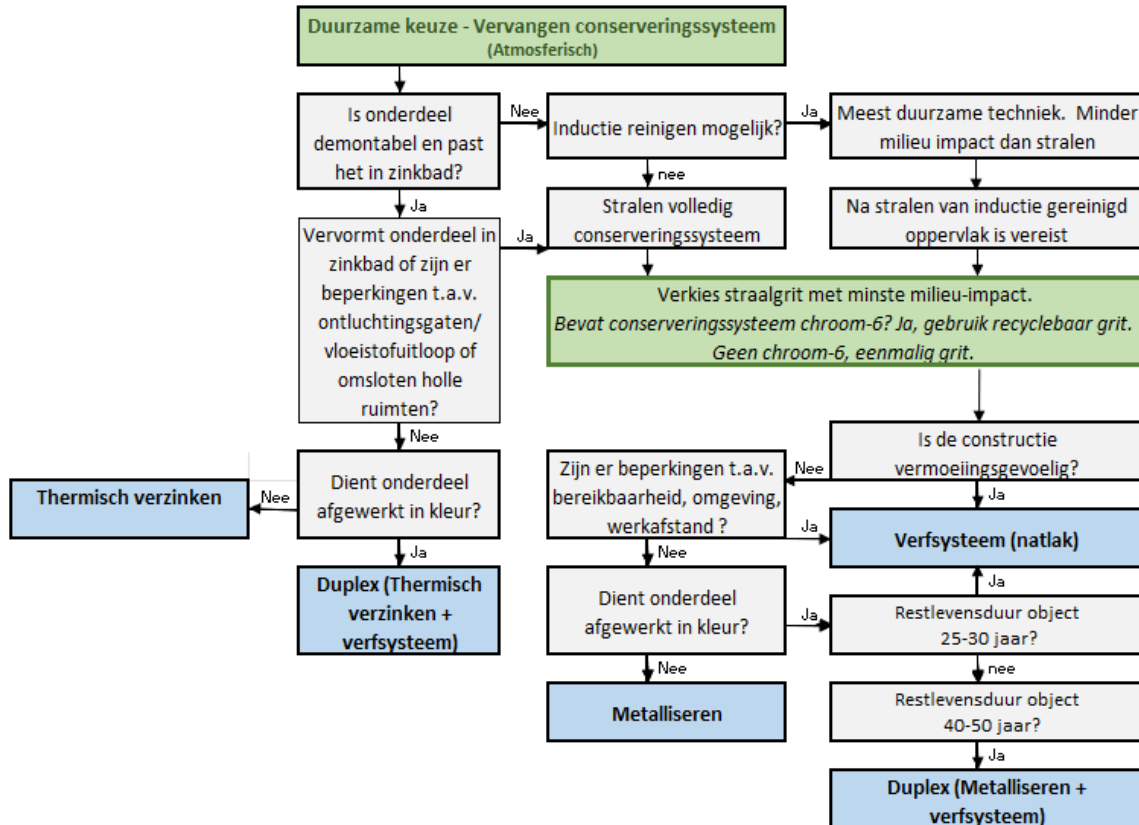 Duurzame keuze - Vervangen conserveringssysteem
(Atmosferisch)
Is onderdeel
demontabel en past
het in zinkbad?
Nee
Inductie reinigen mogelijk?
Ja
Meest duurzame techniek. Minder
milieu impact dan stralen
Ja
nee
Vervormt onderdeel in
zinkbad of zijn er
beperkingen t.a.v.
ontluchtingsgaten/
vloeistofuitloop of
omsloten holle
ruimten?
Ja
Stralen volledig
conserveringssysteem
Na stralen van inductie gereinigd
oppervlak is vereist
Verkies straalgrit met minste milieu-impact.
Bevat conserveringssysteem chroom-6? Ja, gebruik recyclebaar grit.
Geen chroom-6, eenmalig grit.
Nee
Dient onderdeel
afgewerkt in kleur?
Nee
Thermisch verzinken
Ja
Duplex (Thermisch
verzinken +
verfsysteem)
Is de constructie
vermoeiingsgevoelig?
Nee
Ja
Zijn er beperkingen t.a.v.
bereikbaarheid, omgeving,
werkafstand ?
Ja
Verfsysteem (natlak)
Nee
Ja
Dient onderdeel
afgewerkt in kleur?
Ja
Restlevensduur object
25-30 jaar?
Nee
nee
Metalliseren
Restlevensduur object
40-50 jaar?
Ja
Duplex (Metalliseren +
verfsysteem)